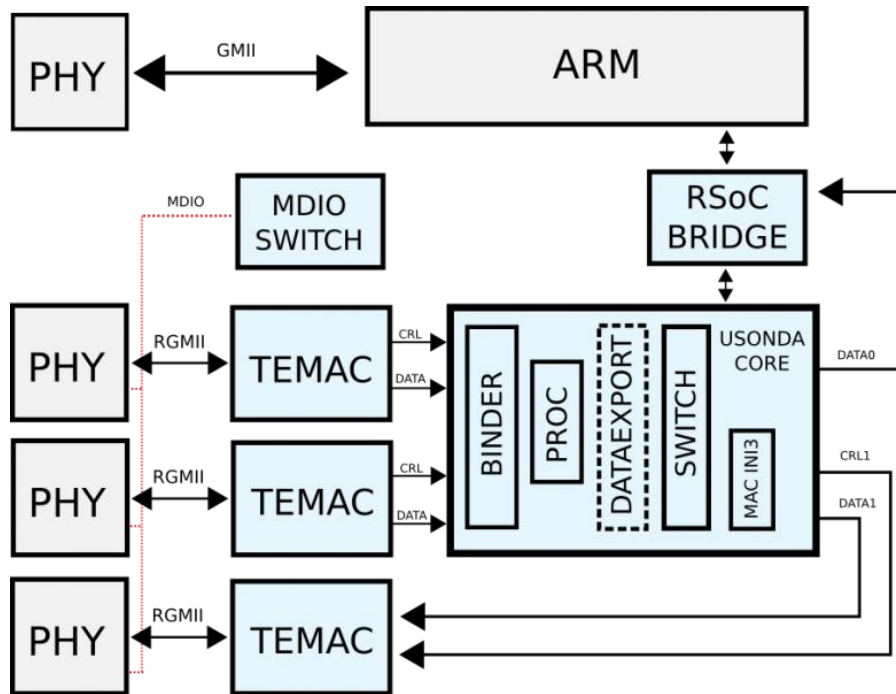 PHY
GMII
ARM
MDIO
MDIO
SWITCH
RSoC
BRIDGE
PHY
RGMII
TEMAC
CRL
DATA
BINDER
PROC
DATAEXPORT
SWITCH
USONDA
CORE
MAC INI3
DATA0
PHY
RGMII
TEMAC
CRL
DATA
CRL1
DATA1
PHY
RGMII
TEMAC